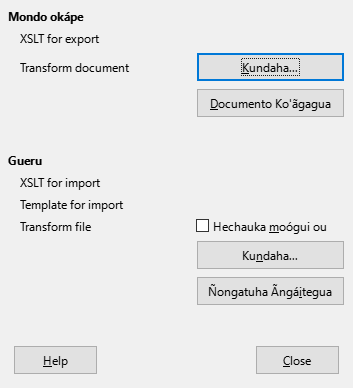 Mondo okápe
XSLT for export
Transform document Kundaha...
Documento Ko'ãgagua
Gueru
XSLT for import
Template for import
Transform file Hechauka moógui ou
Kundaha...
Ñongatuha Ãngáitegua
Help Close